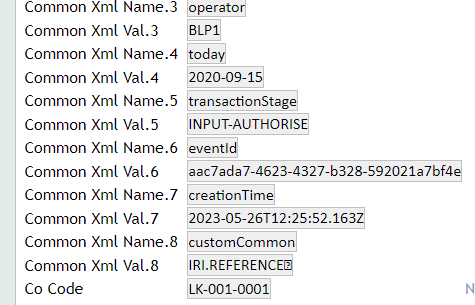 Common Xml Name.3 operator
Common Xml Val.3 BLP1
Common Xml Name.4 today
Common Xml Val.4 2020-09-15
Common Xml Name.5 transactionStage
Common Xml Val.5 INPUT-AUTHORISE
Common Xml Name.6 eventId
Common Xml Val.6 aac7ada7-4623-4327-b328-592021a7bf4e
Common Xml Name.7 creationTime
Common Xml Val.7 2023-05-26T12:25:52.163Z
Common Xml Name.8 customCommon
Common Xml Val.8 IRI.REFERENCE
Co Code LK-001-0001 N